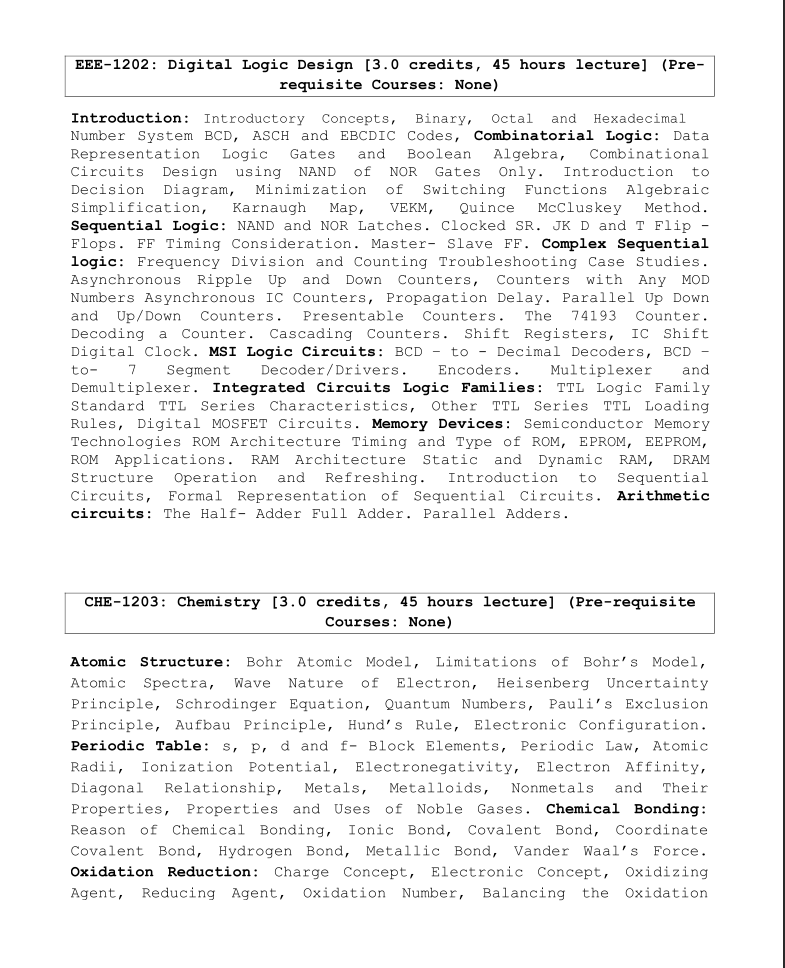 EEE-1202: Digital Logic Design [3.0 credits, 45 hours lecture] (Pre-
requisite Courses: None)
Introduction: Introductory Concepts, Binary, Octal and Hexadecimal
Number System BCD, ASCH and EBCDIC Codes, Combinatorial Logic: Data
Representation Logic Gates and Boolean Algebra, Combinational
Circuits Design using NAND of NOR Gates Only. Introduction to
Decision Diagram, Minimization of Switching Functions Algebraic
Simplification, Karnaugh Map, VEKM, Quince McCluskey Method.
Sequential Logic: NAND and NOR Latches. Clocked SR. JK D and T Flip -
Flops. FF Timing Consideration. Master- Slave FF. Complex Sequential
logic: Frequency Division and Counting Troubleshooting Case Studies.
Asynchronous Ripple Up and Down Counters, Counters with Any MOD
Numbers Asynchronous IC Counters, Propagation Delay. Parallel Up Down
and Up/Down Counters. Presentable Counters. The 74193 Counter.
Decoding a Counter. Cascading Counters. Shift Registers, IC Shift
Digital Clock. MSI Logic Circuits: BCD – to - Decimal Decoders, BCD –
to- 7 Segment Decoder/Drivers. Encoders. Multiplexer and
Demultiplexer. Integrated Circuits Logic Families: TTL Logic Family
Standard TTL Series Characteristics, Other TTL Series TTL Loading
Rules, Digital MOSFET Circuits. Memory Devices: Semiconductor Memory
Technologies ROM Architecture Timing and Type of ROM, EPROM, EEPROM,
ROM Applications. RAM Architecture Static and Dynamic RAM, DRAM
Structure Operation and Refreshing. Introduction to Sequential
Circuits, Formal Representation of Sequential Circuits. Arithmetic
circuits: The Half- Adder Full Adder. Parallel Adders.
CHE-1203: Chemistry [3.0 credits, 45 hours lecture] (Pre-requisite
Courses: None)
Atomic Structure: Bohr Atomic Model, Limitations of Bohr’s Model,
Atomic Spectra, Wave Nature of Electron, Heisenberg Uncertainty
Principle, Schrodinger Equation, Quantum Numbers, Pauli’s Exclusion
Principle, Aufbau Principle, Hund’s Rule, Electronic Configuration.
Periodic Table: s, p, d and f- Block Elements, Periodic Law, Atomic
Radii, Ionization Potential, Electronegativity, Electron Affinity,
Diagonal Relationship, Metals, Metalloids, Nonmetals and Their
Properties, Properties and Uses of Noble Gases. Chemical Bonding:
Reason of Chemical Bonding, Ionic Bond, Covalent Bond, Coordinate
Covalent Bond, Hydrogen Bond, Metallic Bond, Vander Waal’s Force.
Oxidation Reduction: Charge Concept, Electronic Concept, Oxidizing
Agent, Reducing Agent, Oxidation Number, Balancing the Oxidation